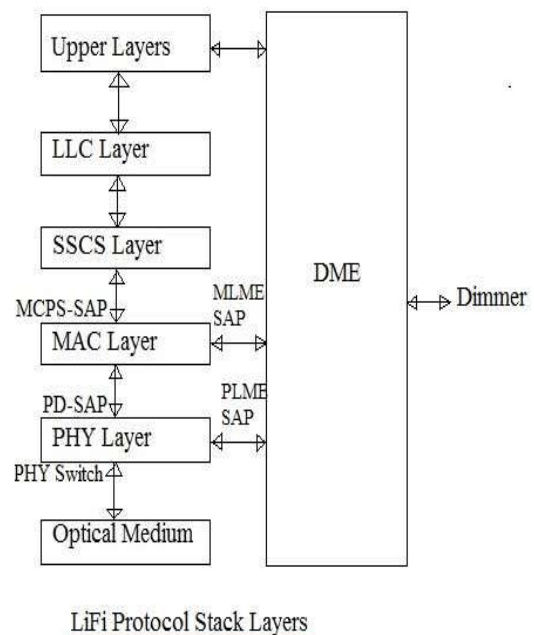 Upper Layers
LLC Layer
SSCS Layer
MCPS-SAP
MLME
SAP
MAC Layer
DME
Dimmer
PD-SAP
PLME
SAP
PHY Layer
PHY Switch
Optical Medium
LiFi Protocol Stack Layers